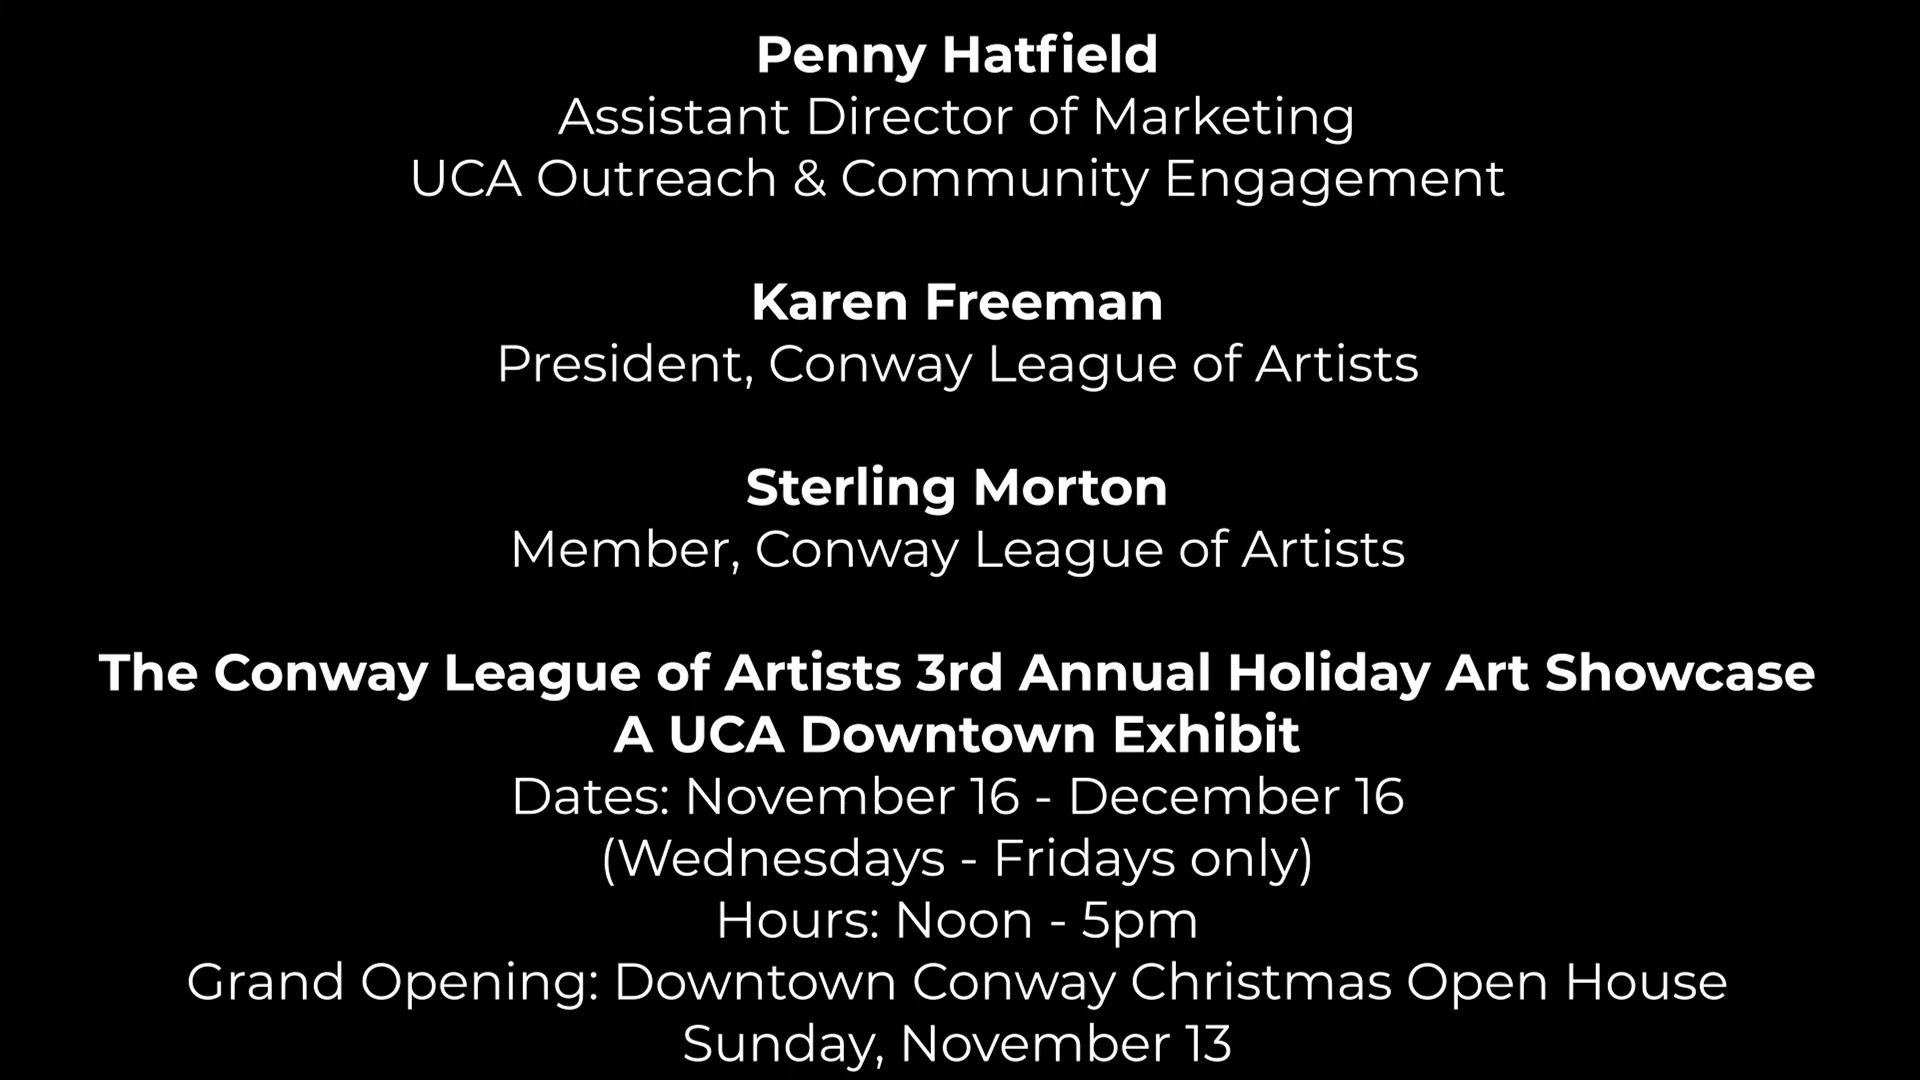 Penny Hatfield
Assistant Director of Marketing
UCA Outreach & Community Engagement
Karen Freeman
President, Conway League of Artists
Sterling Morton
Member, Conway League of Artists
The Conway League of Artists 3rd Annual Holiday Art Showcase
A UCA Downtown Exhibit
Dates: November 16 - December 16
(Wednesdays - Fridays only)
Hours: Noon - 5pm
Grand Opening: Downtown Conway Christmas Open House
Sunday, November 13